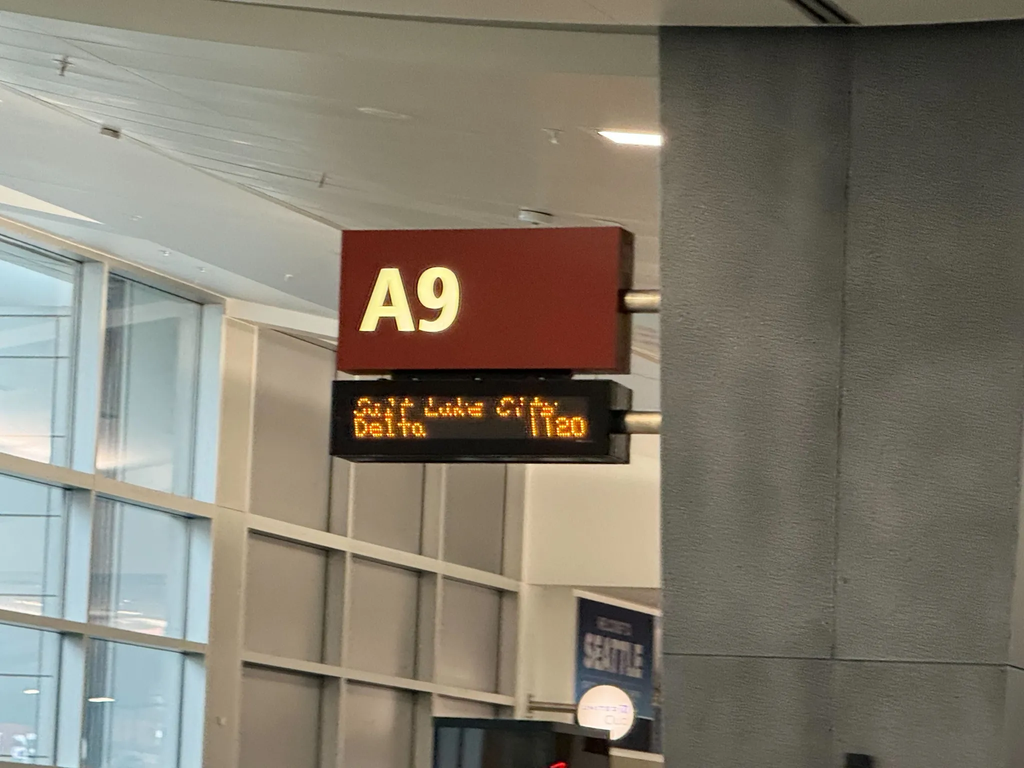 A9
Salt Lake City
Delta 1120
SEATTLE